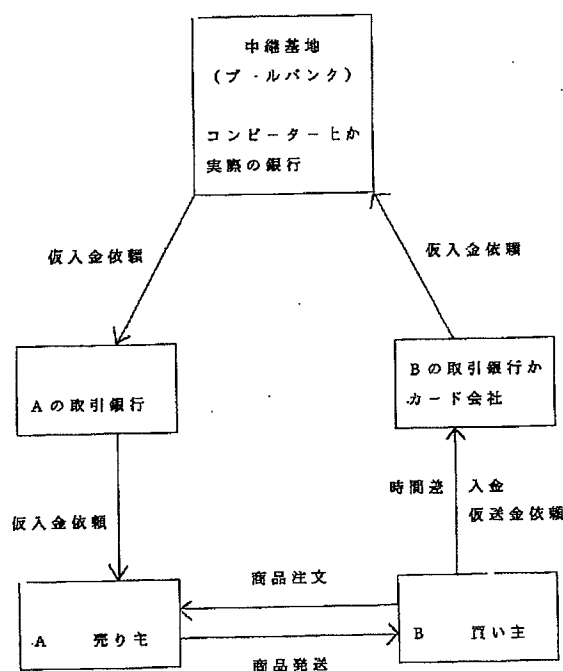 中継基地
(プールバンク)
コンピーター上か
実際の銀行
仮入金依頼
仮入金依頼
Aの取引銀行
Bの取引銀行か
カード会社
時間差 入金
仮送金依頼
仮入金依頼
商品注文
A 売り主
B 買い主
商品発送